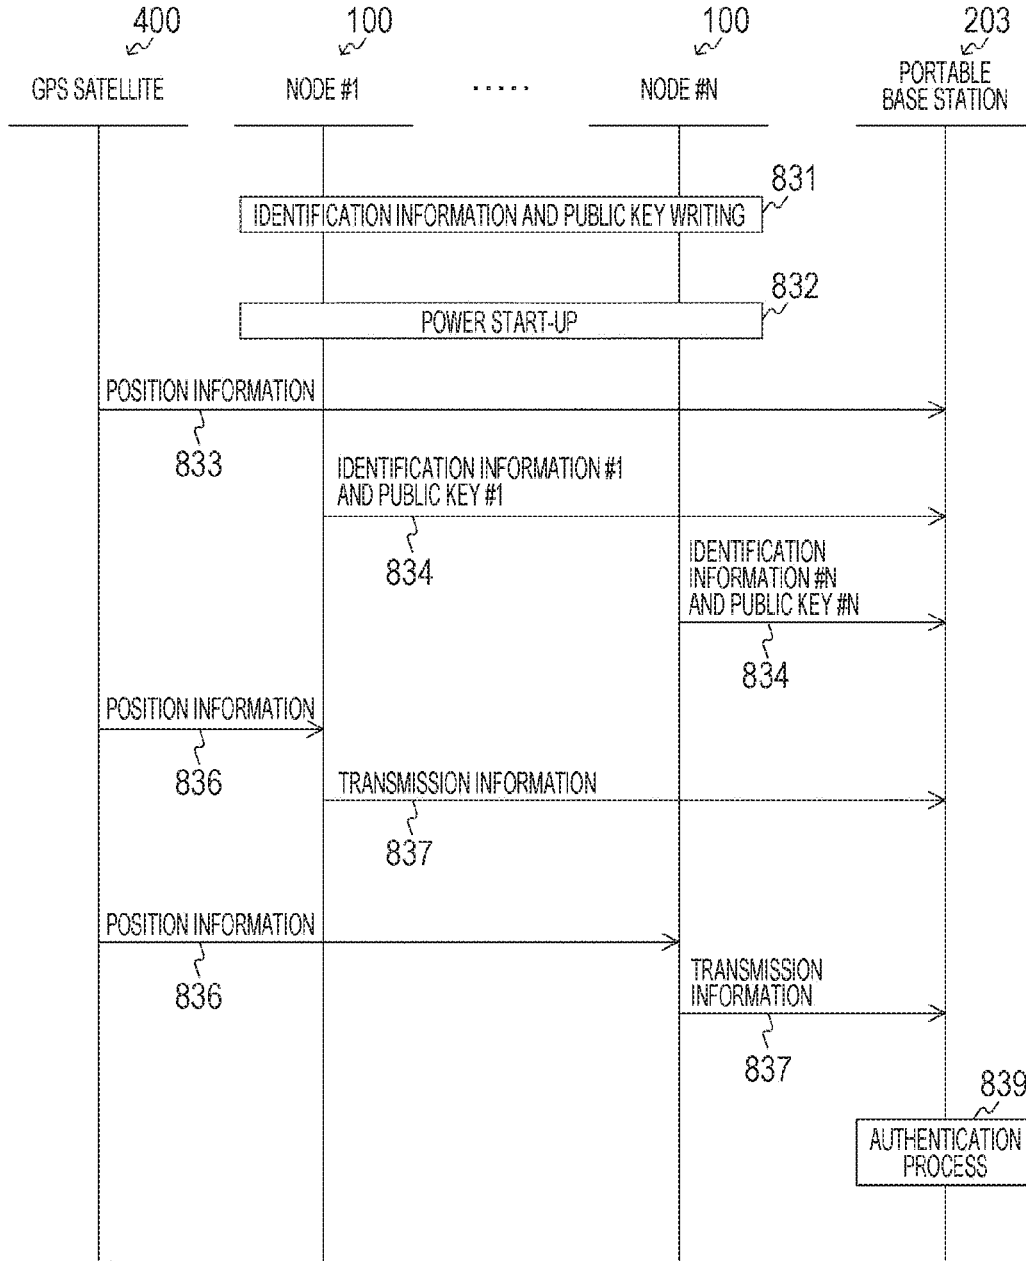 400
100
100
203
GPS SATELLITE
NODE #1
.....
NODE #N
PORTABLE
BASE STATION
831
IDENTIFICATION INFORMATION AND PUBLIC KEY WRITING
832
POWER START-UP
POSITION INFORMATION
833
IDENTIFICATION INFORMATION #1
AND PUBLIC KEY #1
834
IDENTIFICATION
INFORMATION #N
AND PUBLIC KEY #N
834
POSITION INFORMATION
836
TRANSMISSION INFORMATION
837
POSITION INFORMATION
836
TRANSMISSION
INFORMATION
837
839
AUTHENTICATION
PROCESS